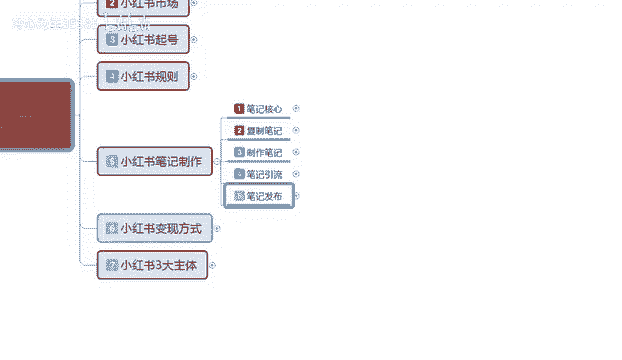 2 小红书市场
3 小红书起号
4 小红书规则
5 小红书笔记制作
1 笔记核心
2 复制笔记
3 制作笔记
4 笔记引流
5 笔记发布
6 小红书变现方式
7 小红书3大主体